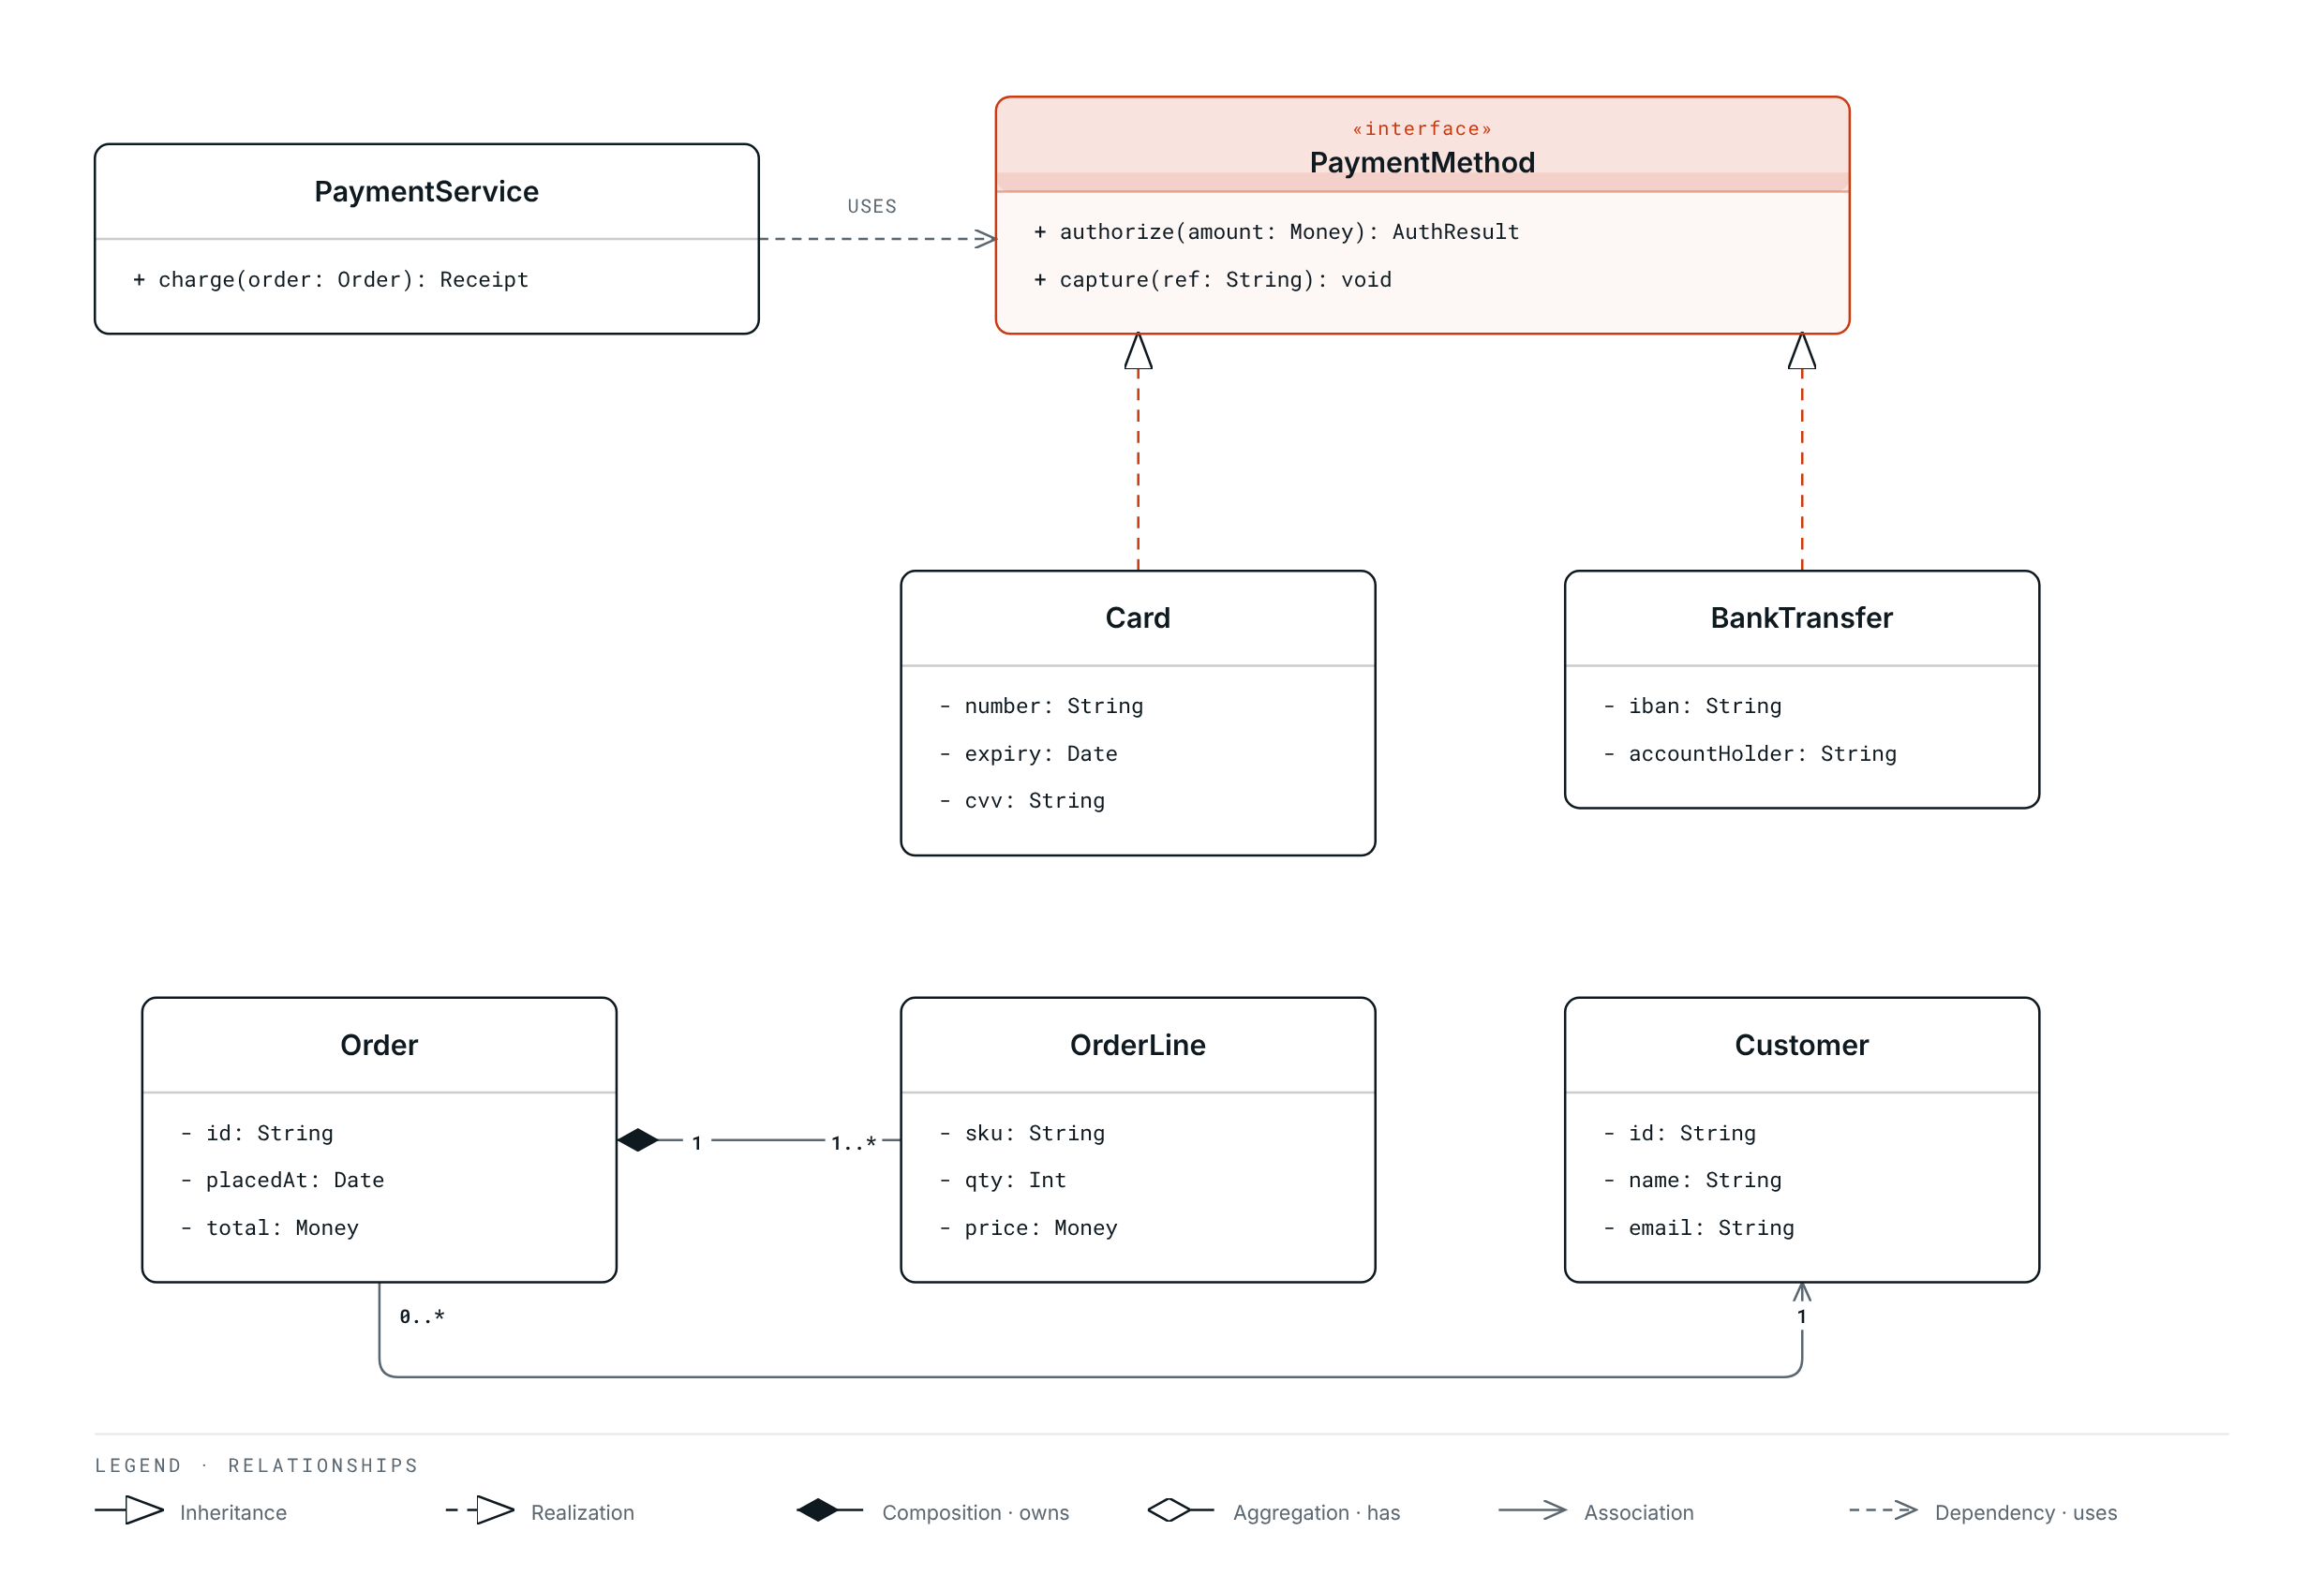 «interface»
PaymentMethod
+ authorize(amount: Money): AuthResult
+ capture(ref: String): void
PaymentService
+ charge(order: Order): Receipt
USES
Card
- number: String
- expiry: Date
- cvv: String
BankTransfer
- iban: String
- accountHolder: String
Order
- id: String
- placedAt: Date
- total: Money
1
1..*
OrderLine
- sku: String
- qty: Int
- price: Money
Customer
- id: String
- name: String
- email: String
0..*
1
LEGEND · RELATIONSHIPS
Inheritance
Realization
Composition · owns
Aggregation · has
Association
Dependency · uses